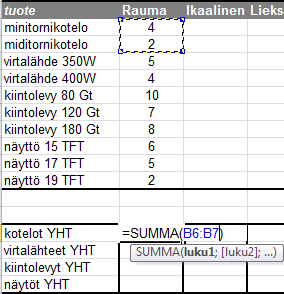 tuote Rauma Ikaalinen Lieks
minitornikotelo 4
miditornikotelo 2
virtalähde 350W 5
virtalähde 400W 4
kiintolevy 80 Gt 10
kiintolevy 120 Gt 7
kiintolevy 180 Gt 8
näyttö 15 TFT 6
näyttö 17 TFT 5
näyttö 19 TFT 2
kotelot YHT =SUMMA(B6:B7)
virtalähteet YHT SUMMA(luku1; [luku2]; ...)
kiintolevyt YHT
näytöt YHT